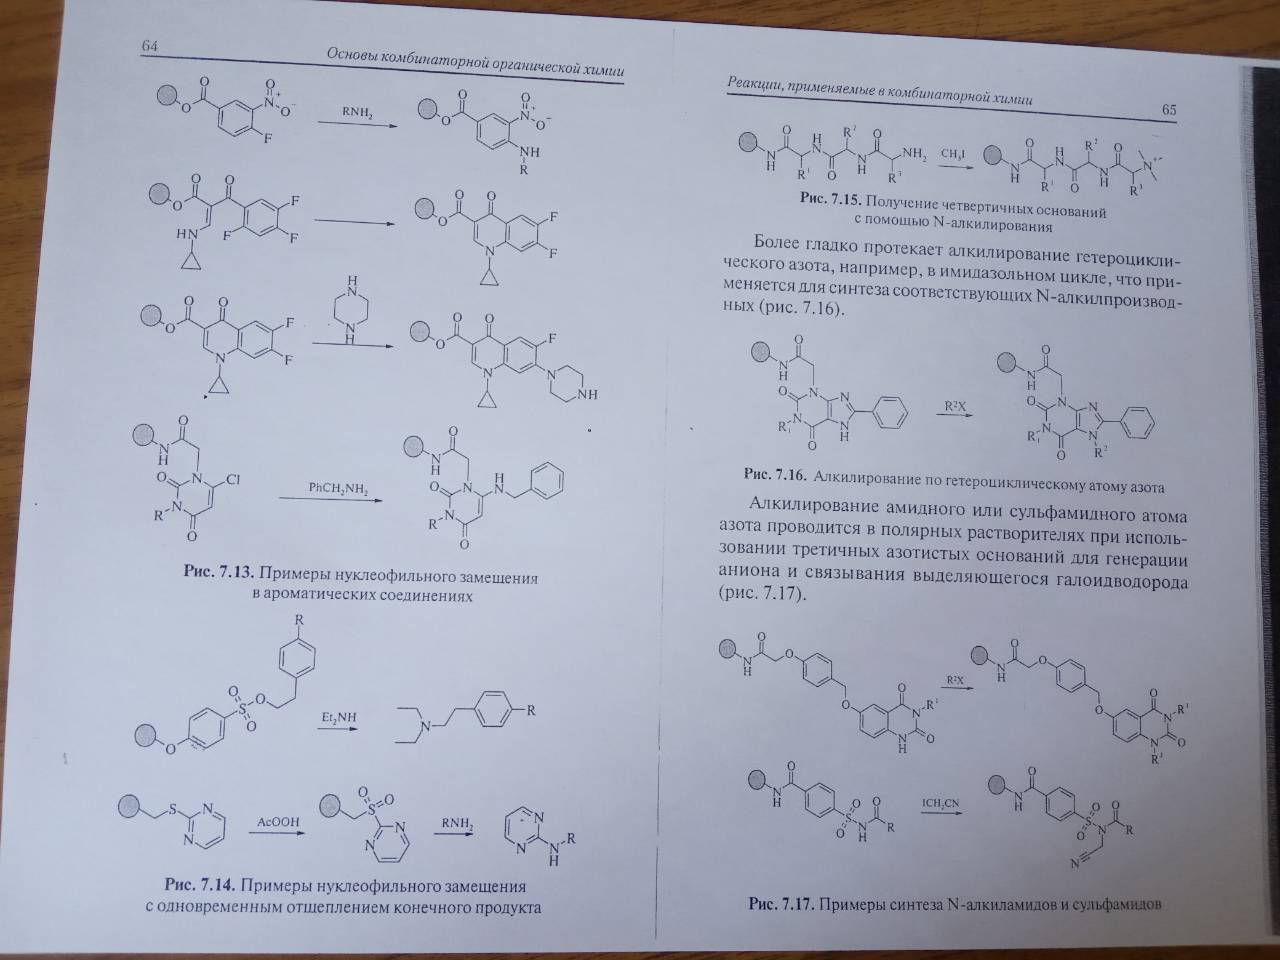 64
Основы комбинаторной органической химии
RNH₂
PhCH₂NH₂
Рис. 7.13. Примеры нуклеофильного замещения
в ароматических соединениях
Et₂NH
AcOOH
RNH₂
Рис. 7.14. Примеры нуклеофильного замещения
с одновременным отщеплением конечного продукта
Реакции, применяемые в комбинаторной химии
65
CH₃I
Рис. 7.15. Получение четвертичных оснований
с помощью N-алкилирования
Более гладко протекает алкилирование гетероцикли-
ческого азота, например, в имидазольном цикле, что при-
меняется для синтеза соответствующих N-алкилпроизвод-
ных (рис. 7.16).
R²X
Рис. 7.16. Алкилирование по гетероциклическому атому азота
Алкилирование амидного или сульфамидного атома
азота проводится в полярных растворителях при исполь-
зовании третичных азотистых оснований для генерации
аниона и связывания выделяющегося галоидводорода
(рис. 7.17).
R²X
ICH₂CN
Рис. 7.17. Примеры синтеза N-алкиламидов и сульфамидов